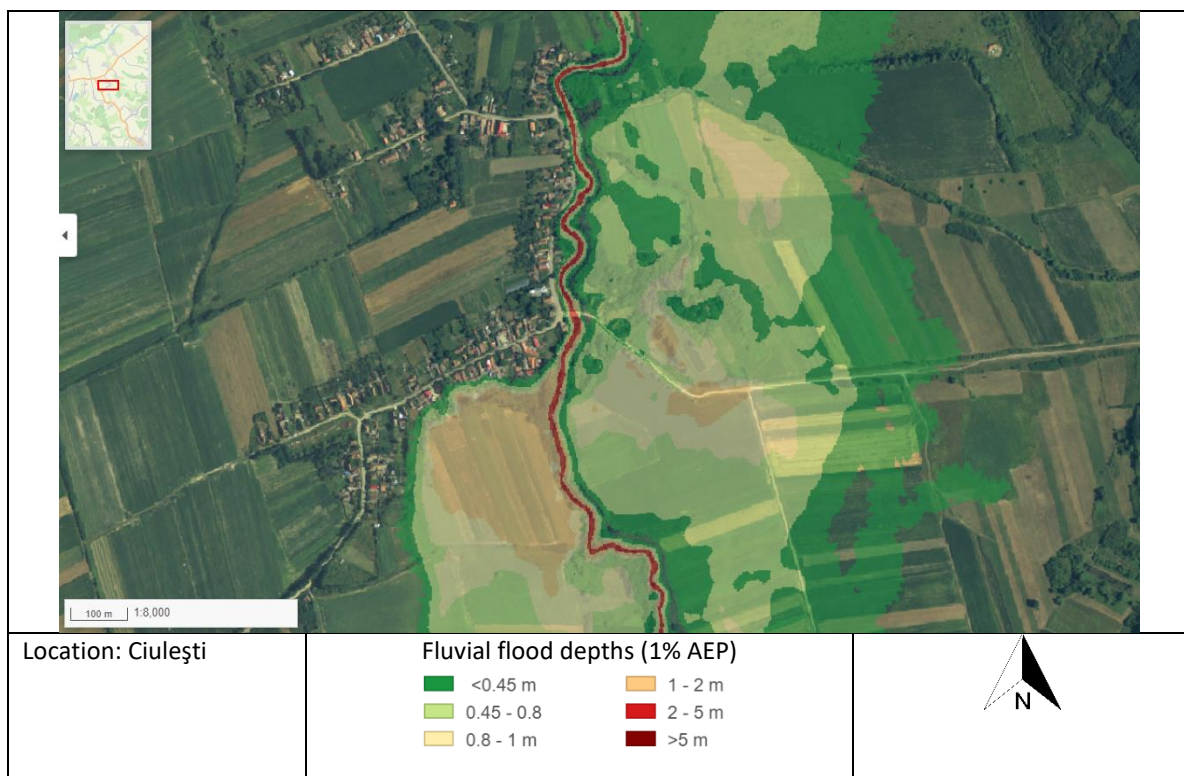 100 m 1:8,000
Location: Ciuleşti
Fluvial flood depths (1% AEP)
<0.45 m
0.45 - 0.8
0.8 - 1 m
1 - 2 m
2 - 5 m
>5 m
N